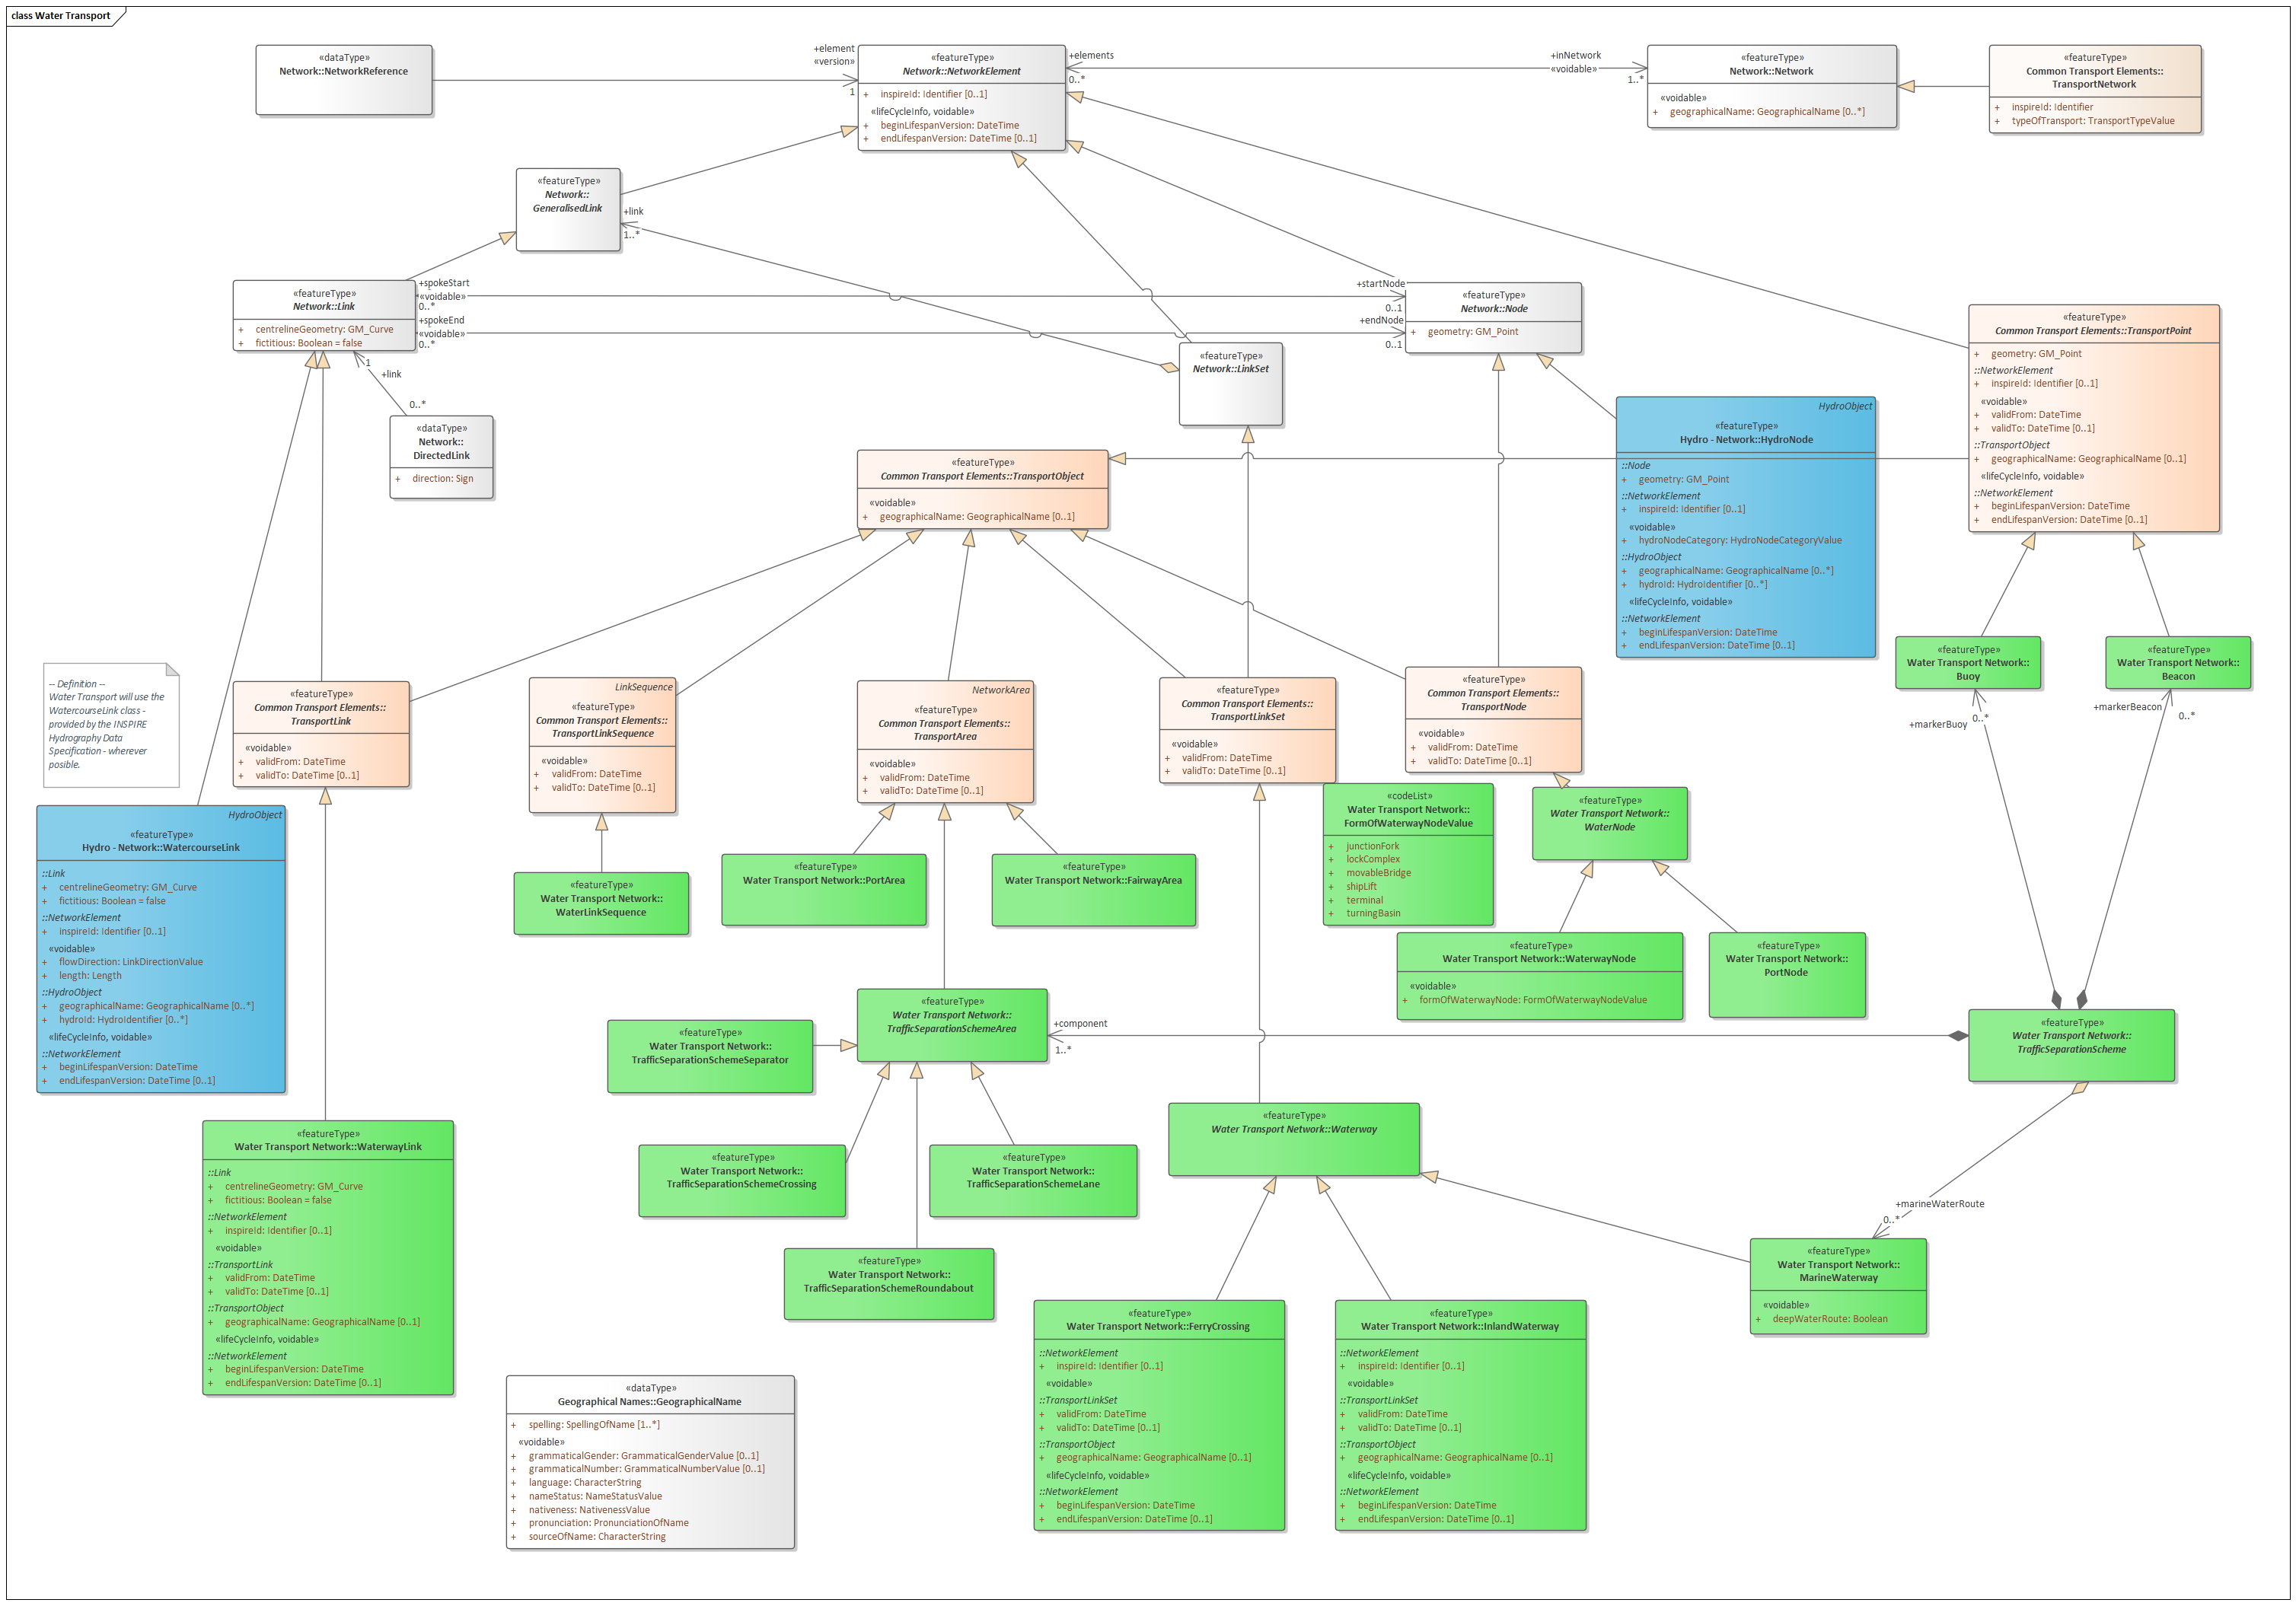 class Water Transport
«dataType»
Network::NetworkReference
+element
«version»
1
«featureType»
Network::NetworkElement
+ inspireId: Identifier [0..1]
«lifeCycleInfo, voidable»
+ beginLifespanVersion: DateTime
+ endLifespanVersion: DateTime [0..1]
+elements
0..*
+inNetwork
«voidable»
1..*
«featureType»
Network::Network
«voidable»
+ geographicalName: GeographicalName [0..*]
«featureType»
Common Transport Elements::
TransportNetwork
+ inspireId: Identifier
+ typeOfTransport: TransportTypeValue
«featureType»
Network::
GeneralisedLink
+link
1..*
«featureType»
Network::Link
+ centrelineGeometry: GM_Curve
+ fictitious: Boolean = false
+spokeStart
«voidable»
0..*
+spokeEnd
«voidable»
0..*
+startNode
0..1
+endNode
0..1
«featureType»
Network::Node
+ geometry: GM_Point
«featureType»
Network::LinkSet
1
+link
0..*
«dataType»
Network::
DirectedLink
+ direction: Sign
«featureType»
Common Transport Elements::TransportPoint
+ geometry: GM_Point
::NetworkElement
+ inspireId: Identifier [0..1]
«voidable»
+ validFrom: DateTime
+ validTo: DateTime [0..1]
::TransportObject
+ geographicalName: GeographicalName [0..1]
«lifeCycleInfo, voidable»
::NetworkElement
+ beginLifespanVersion: DateTime
+ endLifespanVersion: DateTime [0..1]
HydroObject
«featureType»
Hydro - Network::HydroNode
::Node
+ geometry: GM_Point
::NetworkElement
+ inspireId: Identifier [0..1]
«voidable»
+ hydroNodeCategory: HydroNodeCategoryValue
::HydroObject
+ geographicalName: GeographicalName [0..*]
+ hydroId: HydroIdentifier [0..*]
«lifeCycleInfo, voidable»
::NetworkElement
+ beginLifespanVersion: DateTime
+ endLifespanVersion: DateTime [0..1]
«featureType»
Common Transport Elements::TransportObject
«voidable»
+ geographicalName: GeographicalName [0..1]
-- Definition --
Water Transport will use the
WatercourseLink class -
provided by the INSPIRE
Hydrography Data
Specification - wherever
posible.
«featureType»
Common Transport Elements::
TransportLink
«voidable»
+ validFrom: DateTime
+ validTo: DateTime [0..1]
LinkSequence
«featureType»
Common Transport Elements::
TransportLinkSequence
«voidable»
+ validFrom: DateTime
+ validTo: DateTime [0..1]
NetworkArea
«featureType»
Common Transport Elements::
TransportArea
«voidable»
+ validFrom: DateTime
+ validTo: DateTime [0..1]
«featureType»
Common Transport Elements::
TransportLinkSet
«voidable»
+ validFrom: DateTime
+ validTo: DateTime [0..1]
«featureType»
Common Transport Elements::
TransportNode
«voidable»
+ validFrom: DateTime
+ validTo: DateTime [0..1]
«featureType»
Water Transport Network::
Buoy
«featureType»
Water Transport Network::
Beacon
+markerBuoy
0..*
+markerBeacon
0..*
HydroObject
«featureType»
Hydro - Network::WatercourseLink
::Link
+ centrelineGeometry: GM_Curve
+ fictitious: Boolean = false
::NetworkElement
+ inspireId: Identifier [0..1]
«voidable»
+ flowDirection: LinkDirectionValue
+ length: Length
::HydroObject
+ geographicalName: GeographicalName [0..*]
+ hydroId: HydroIdentifier [0..*]
«lifeCycleInfo, voidable»
::NetworkElement
+ beginLifespanVersion: DateTime
+ endLifespanVersion: DateTime [0..1]
«featureType»
Water Transport Network::
WaterLinkSequence
«featureType»
Water Transport Network::PortArea
«featureType»
Water Transport Network::FairwayArea
«codeList»
Water Transport Network::
FormOfWaterwayNodeValue
+ junctionFork
+ lockComplex
+ movableBridge
+ shipLift
+ terminal
+ turningBasin
«featureType»
Water Transport Network::
WaterNode
«featureType»
Water Transport Network::WaterwayNode
«voidable»
+ formOfWaterwayNode: FormOfWaterwayNodeValue
«featureType»
Water Transport Network::
PortNode
«featureType»
Water Transport Network::
TrafficSeparationSchemeArea
+component
1..*
«featureType»
Water Transport Network::
TrafficSeparationScheme
«featureType»
Water Transport Network::
TrafficSeparationSchemeSeparator
«featureType»
Water Transport Network::
TrafficSeparationSchemeCrossing
«featureType»
Water Transport Network::
TrafficSeparationSchemeLane
«featureType»
Water Transport Network::
TrafficSeparationSchemeRoundabout
«featureType»
Water Transport Network::Waterway
+marineWaterRoute
0..*
«featureType»
Water Transport Network::
MarineWaterway
«voidable»
+ deepWaterRoute: Boolean
«featureType»
Water Transport Network::WaterwayLink
::Link
+ centrelineGeometry: GM_Curve
+ fictitious: Boolean = false
::NetworkElement
+ inspireId: Identifier [0..1]
«voidable»
::TransportLink
+ validFrom: DateTime
+ validTo: DateTime [0..1]
::TransportObject
+ geographicalName: GeographicalName [0..1]
«lifeCycleInfo, voidable»
::NetworkElement
+ beginLifespanVersion: DateTime
+ endLifespanVersion: DateTime [0..1]
«featureType»
Water Transport Network::FerryCrossing
::NetworkElement
+ inspireId: Identifier [0..1]
«voidable»
::TransportLinkSet
+ validFrom: DateTime
+ validTo: DateTime [0..1]
::TransportObject
+ geographicalName: GeographicalName [0..1]
«lifeCycleInfo, voidable»
::NetworkElement
+ beginLifespanVersion: DateTime
+ endLifespanVersion: DateTime [0..1]
«featureType»
Water Transport Network::InlandWaterway
::NetworkElement
+ inspireId: Identifier [0..1]
«voidable»
::TransportLinkSet
+ validFrom: DateTime
+ validTo: DateTime [0..1]
::TransportObject
+ geographicalName: GeographicalName [0..1]
«lifeCycleInfo, voidable»
::NetworkElement
+ beginLifespanVersion: DateTime
+ endLifespanVersion: DateTime [0..1]
«dataType»
Geographical Names::GeographicalName
+ spelling: SpellingOfName [1..*]
«voidable»
+ grammaticalGender: GrammaticalGenderValue [0..1]
+ grammaticalNumber: GrammaticalNumberValue [0..1]
+ language: CharacterString
+ nameStatus: NameStatusValue
+ nativeness: NativenessValue
+ pronunciation: PronunciationOfName
+ sourceOfName: CharacterString